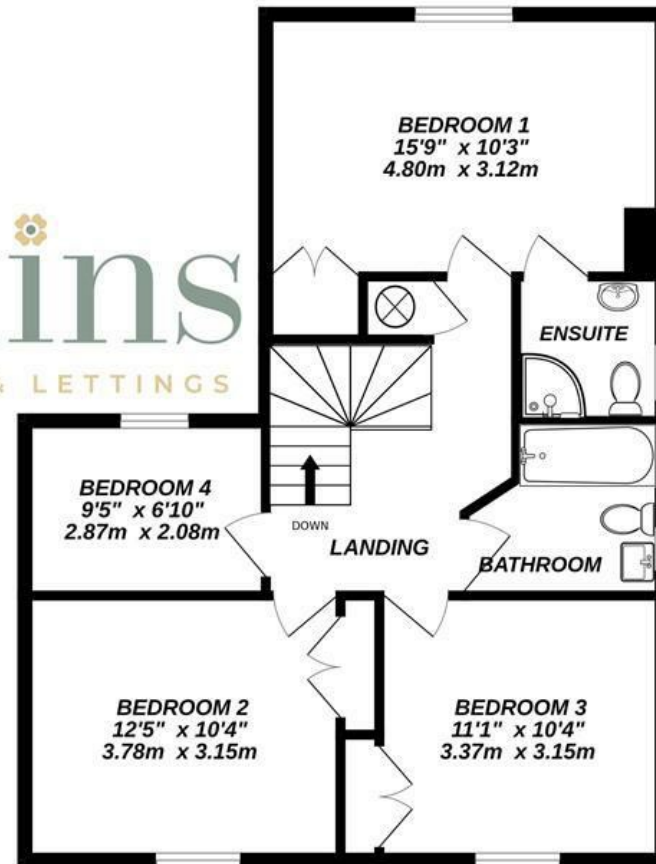 BEDROOM 1
15'9" x 10'3"
4.80m x 3.12m
ins
LETTINGS
ENSUITE
BEDROOM 4
9'5" x 6'10"
2.87m x 2.08m
DOWN
LANDING
BATHROOM
BEDROOM 2
12'5" x 10'4"
3.78m x 3.15m
BEDROOM 3
11'1" x 10'4"
3.37m x 3.15m